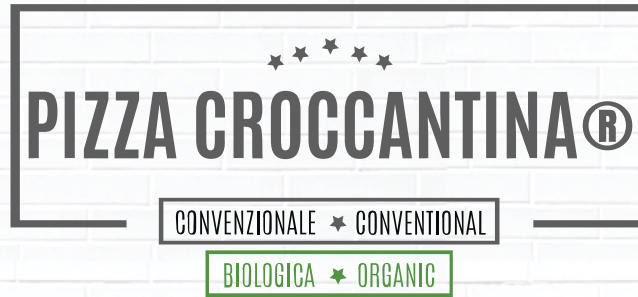 PIZZA CROCCANTINA®
CONVENZIONALE ★ CONVENTIONAL
BIOLOGICA ★ ORGANIC